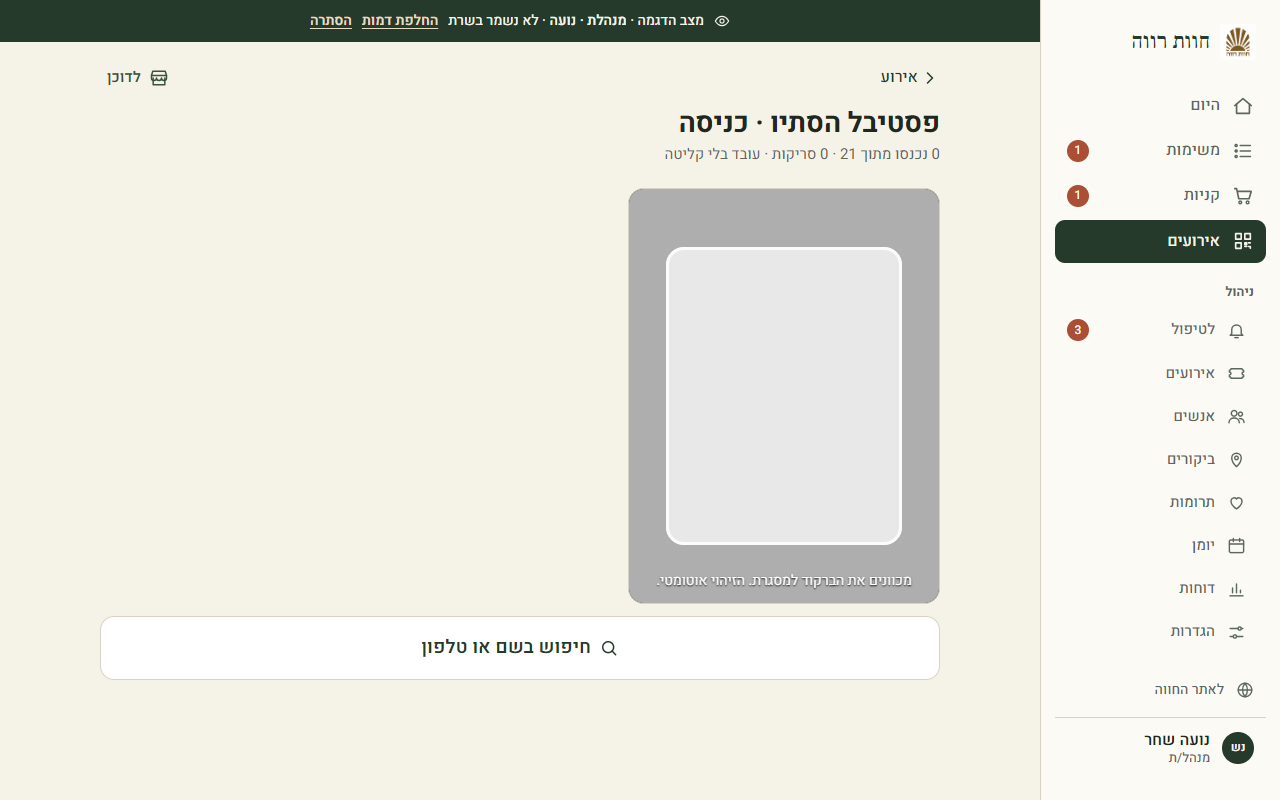 מצב הדגמה · מנהלת · נועה · לא נשמר בשרת החלפת דמות הסתרה
חוות רווה
היום
משימות 1
קניות 1
אירועים
ניהול
לטיפול 3
אירועים
אנשים
ביקורים
תרומות
יומן
דוחות
הגדרות
לאתר החווה
נש
נועה שחר
מנהל/ת
אירוע
לדוכן
פסטיבל הסתיו · כניסה
0 נכנסו מתוך 21 · 0 סריקות · עובד בלי קליטה
מכוונים את הברקוד למסגרת. הזיהוי אוטומטי.
חיפוש בשם או טלפון